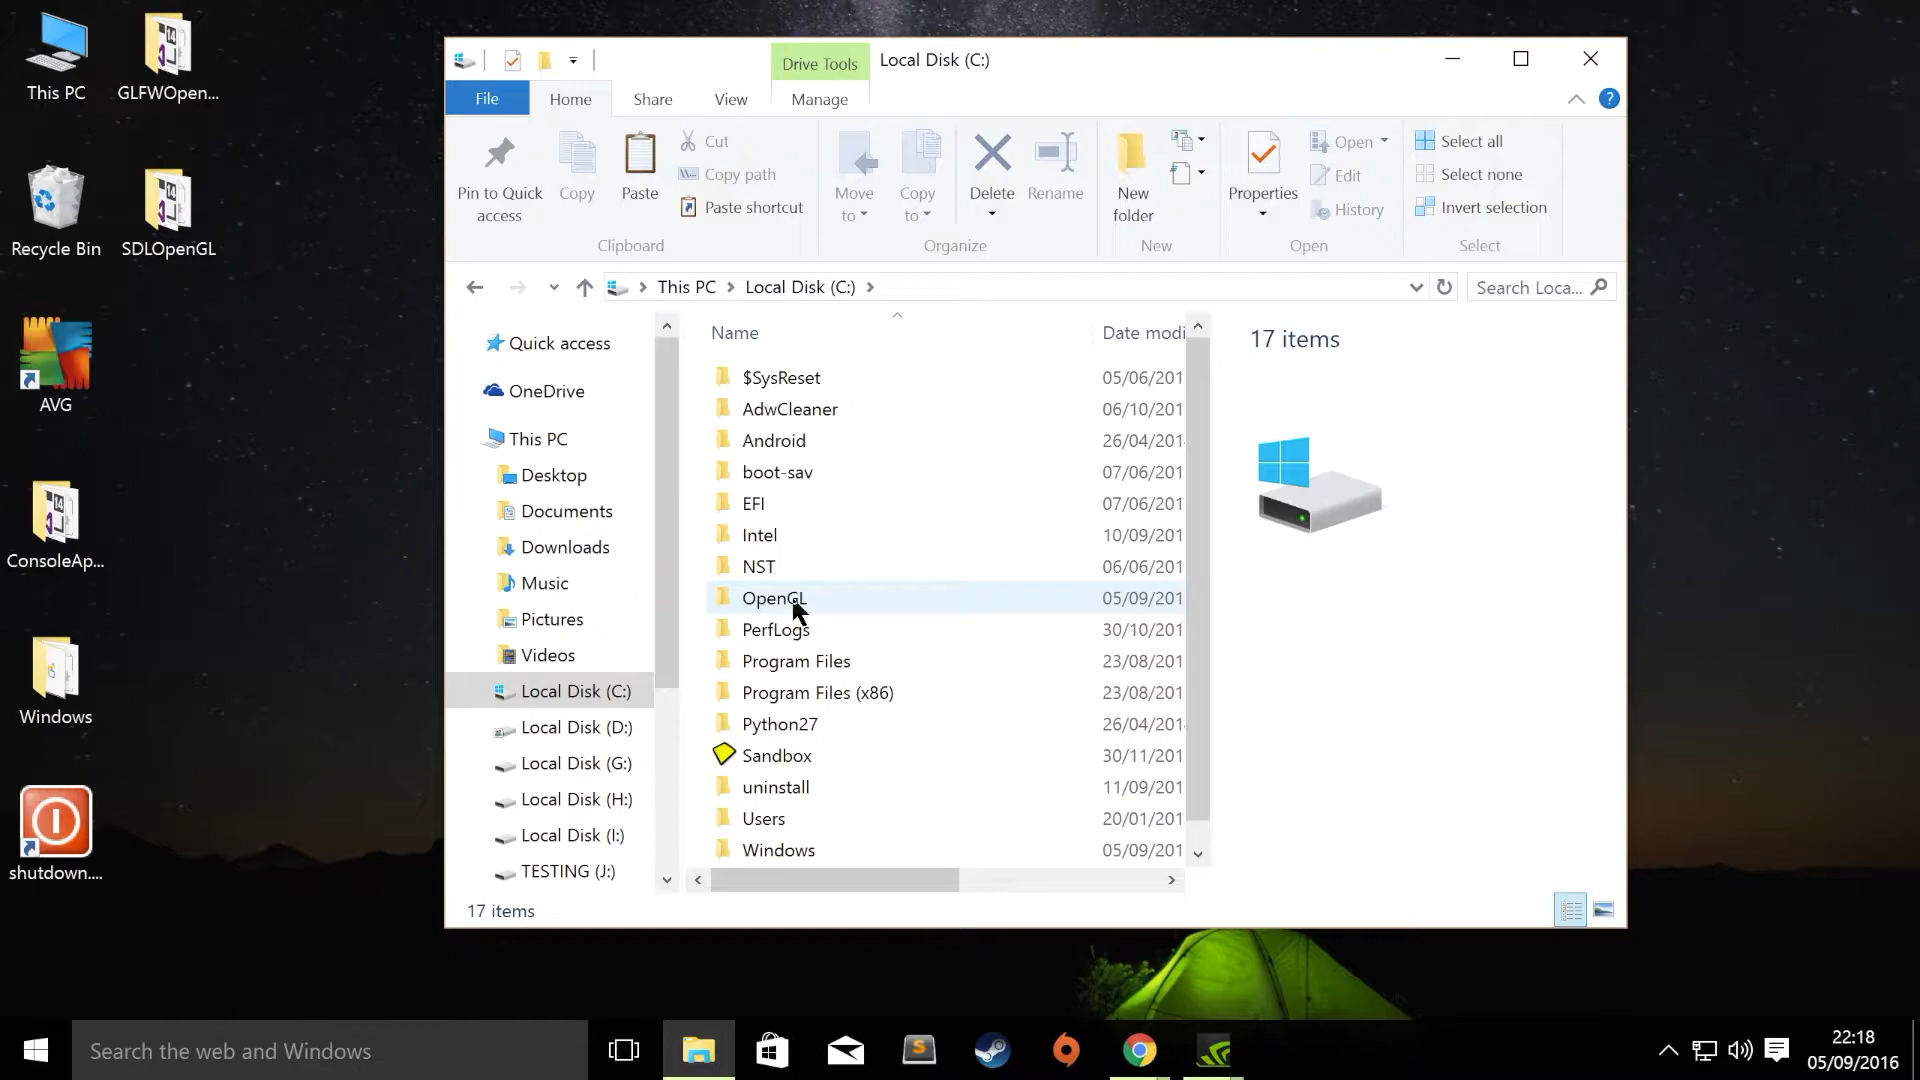 This PC
GLFWOpen...
Recycle Bin
SDLOpenGL
AVG
ConsoleAp...
Windows
shutdown....
Drive Tools
Local Disk (C:)
File
Home
Share
View
Manage
Pin to Quick
access
Copy
Paste
Cut
Copy path
Paste shortcut
Clipboard
Move
to
Copy
to
Delete
Rename
Organize
New
folder
New
Properties
Open
Edit
History
Open
Select all
Select none
Invert selection
Select
This PC
Local Disk (C:)
Search Loca...
Quick access
OneDrive
This PC
Desktop
Documents
Downloads
Music
Pictures
Videos
Local Disk (C:)
Local Disk (D:)
Local Disk (G:)
Local Disk (H:)
Local Disk (I:)
TESTING (J:)
Name Date modi
$SysReset 05/06/201
AdwCleaner 06/10/201
Android 26/04/201
boot-sav 07/06/201
EFI 07/06/201
Intel 10/09/201
NST 06/06/201
OpenGL 05/09/201
PerfLogs 30/10/201
Program Files 23/08/201
Program Files (x86) 23/08/201
Python27 26/04/201
Sandbox 30/11/201
uninstall 11/09/201
Users 20/01/201
Windows 05/09/201
17 items
17 items
Search the web and Windows
22:18
05/09/2016